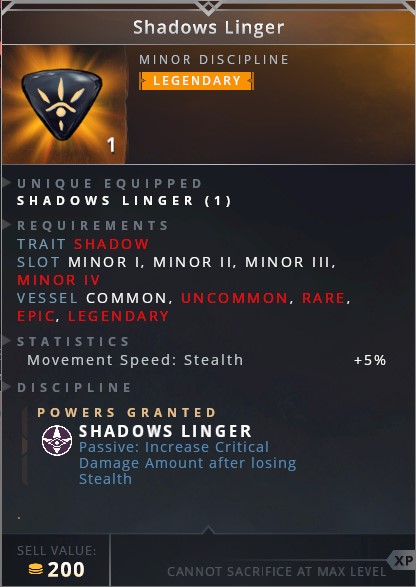 Shadows Linger
MINOR DISCIPLINE
LEGENDARY
1
UNIQUE EQUIPPED
SHADOWS LINGER (1)
REQUIREMENTS
TRAIT SHADOW
SLOT MINOR I, MINOR II, MINOR III,
MINOR IV
VESSEL COMMON, UNCOMMON, RARE,
EPIC, LEGENDARY
STATISTICS
Movement Speed: Stealth +5%
DISCIPLINE
POWERS GRANTED
SHADOWS LINGER
Passive: Increase Critical
Damage Amount after losing
Stealth
.
SELL VALUE:
200
CANNOT SACRIFICE AT MAX LEVEL
XP